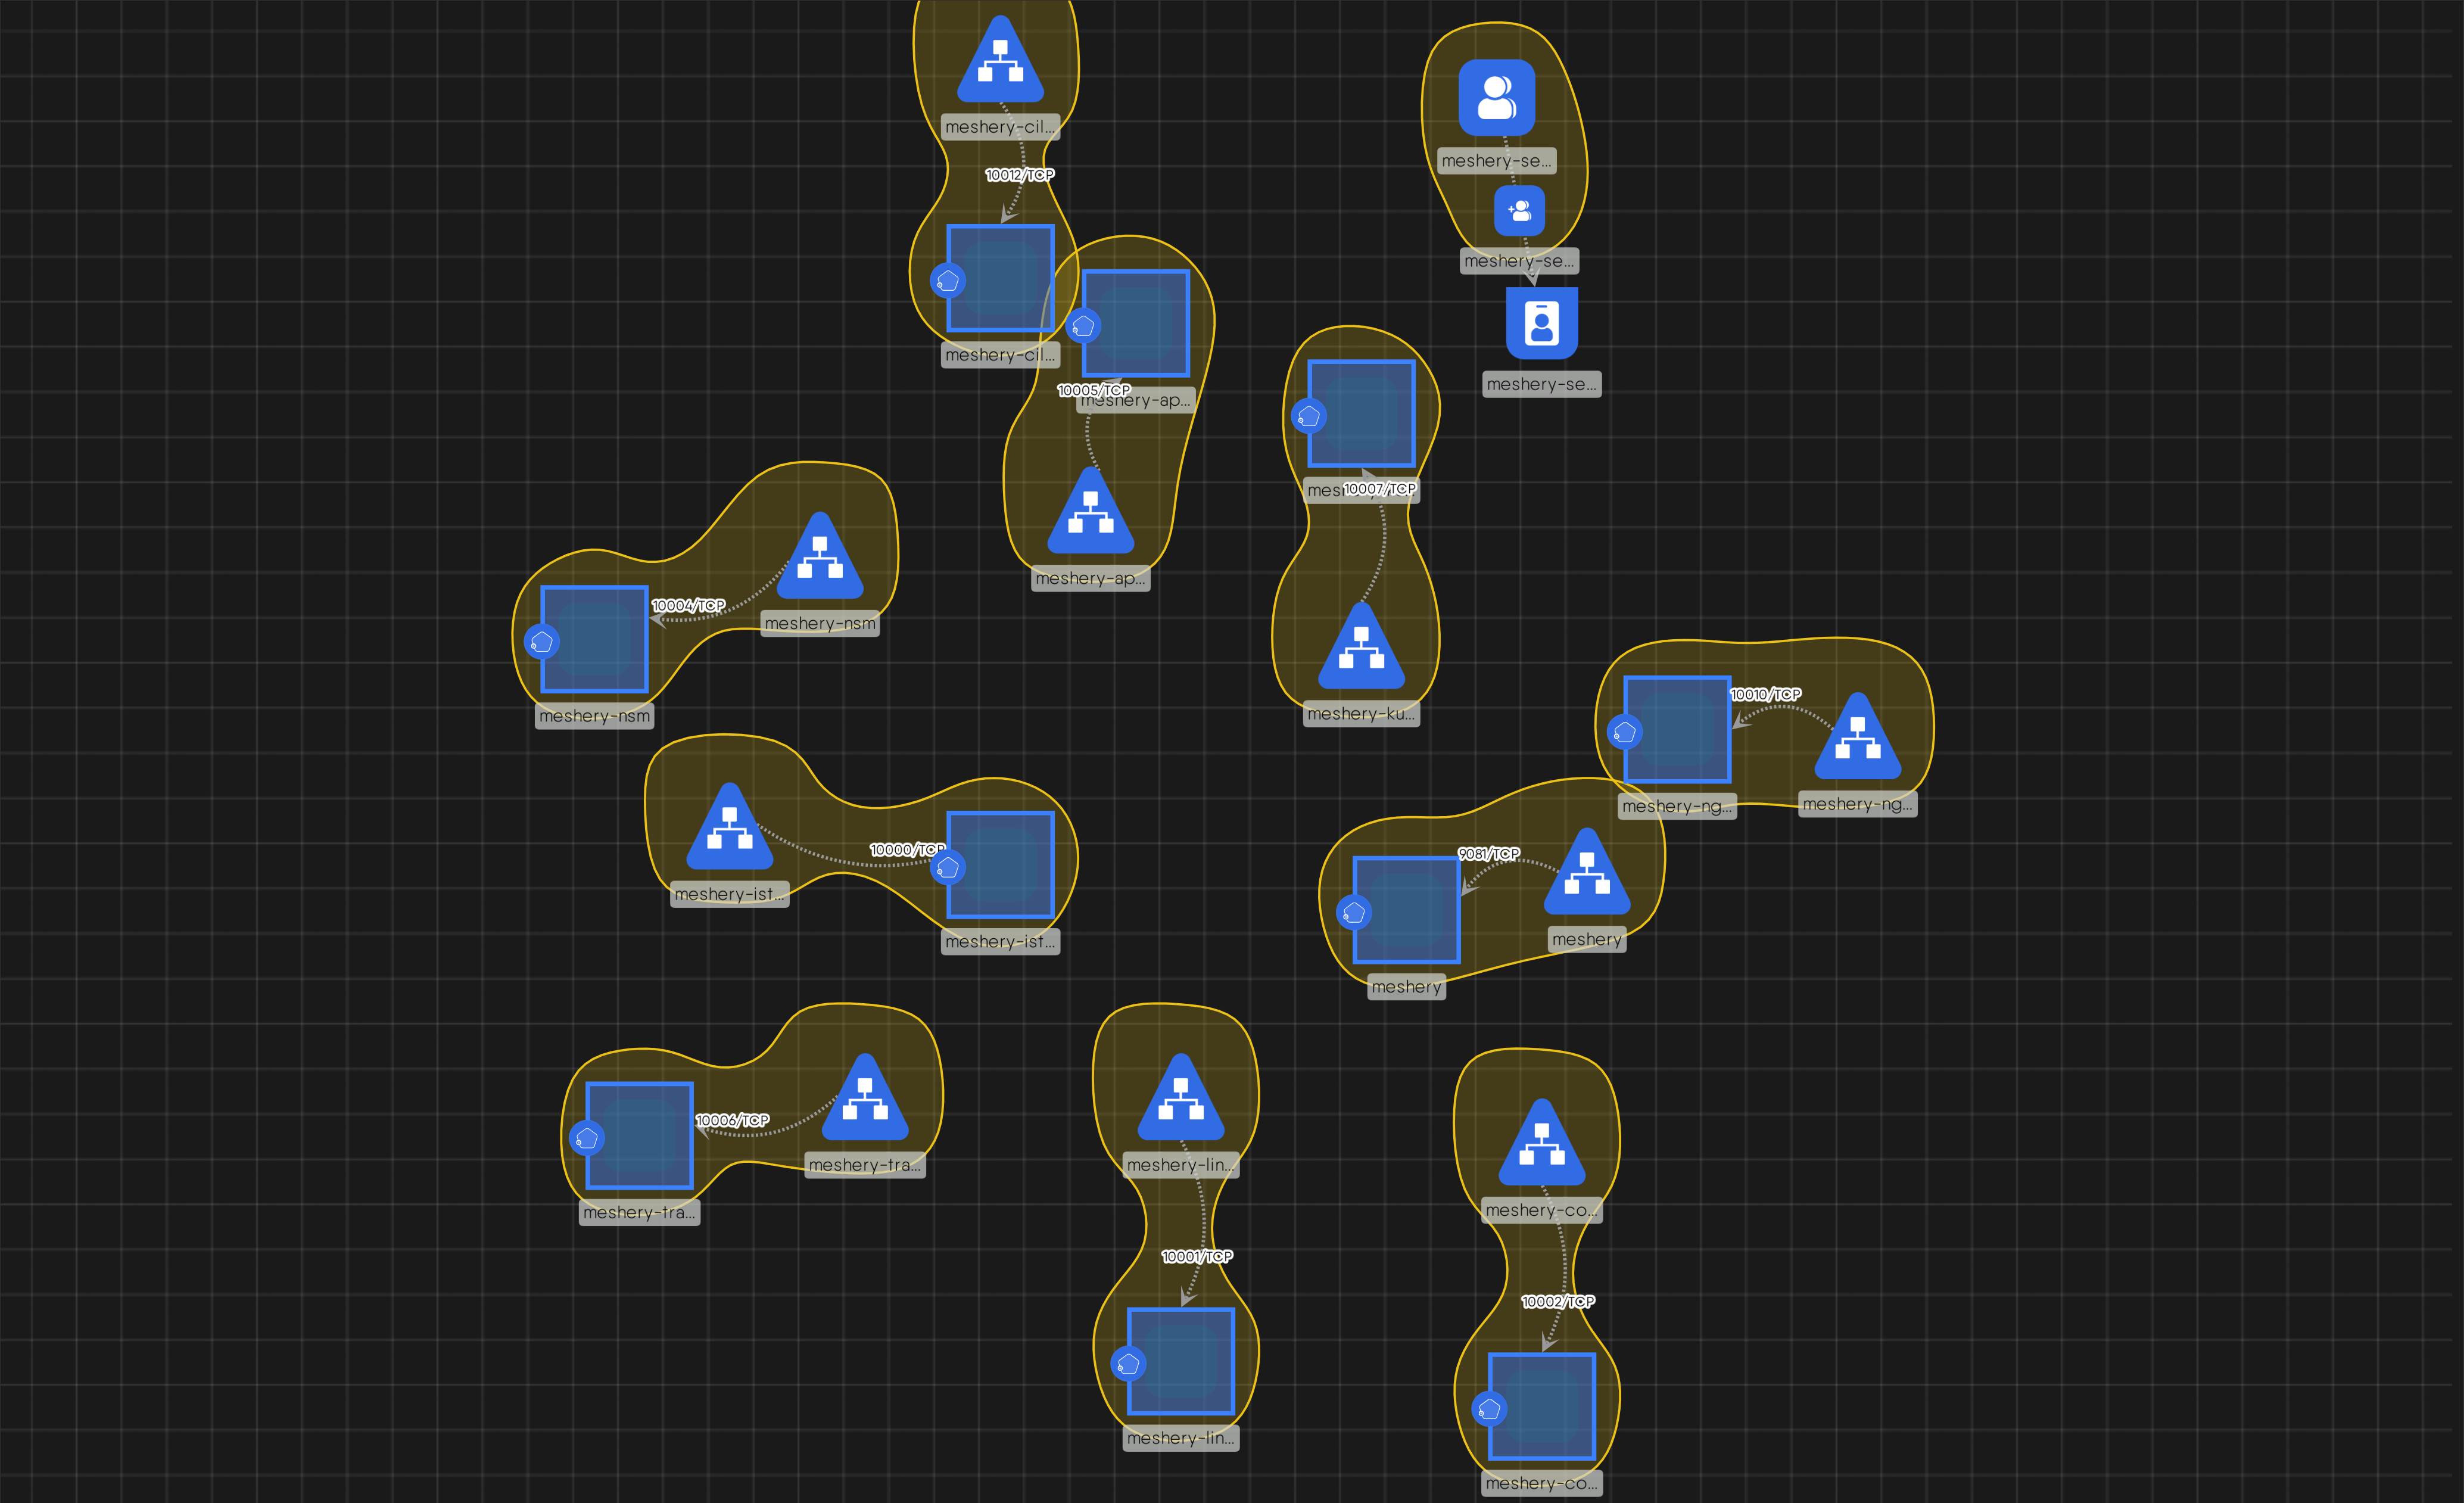 meshery-cil...
10012/TCP
meshery-cil...
meshery-se...
meshery-se...
meshery-se...
10005/TCP
meshery-ap...
meshery-ap...
10007/TCP
meshery-ku...
10004/TCP
meshery-nsm
meshery-nsm
10010/TCP
meshery-ng...
meshery-ng...
meshery-ist...
10000/TCP
meshery-ist...
9081/TCP
meshery
meshery
10006/TCP
meshery-tra...
meshery-tra...
meshery-lin...
10001/TCP
meshery-lin...
meshery-co...
10002/TCP
meshery-co...